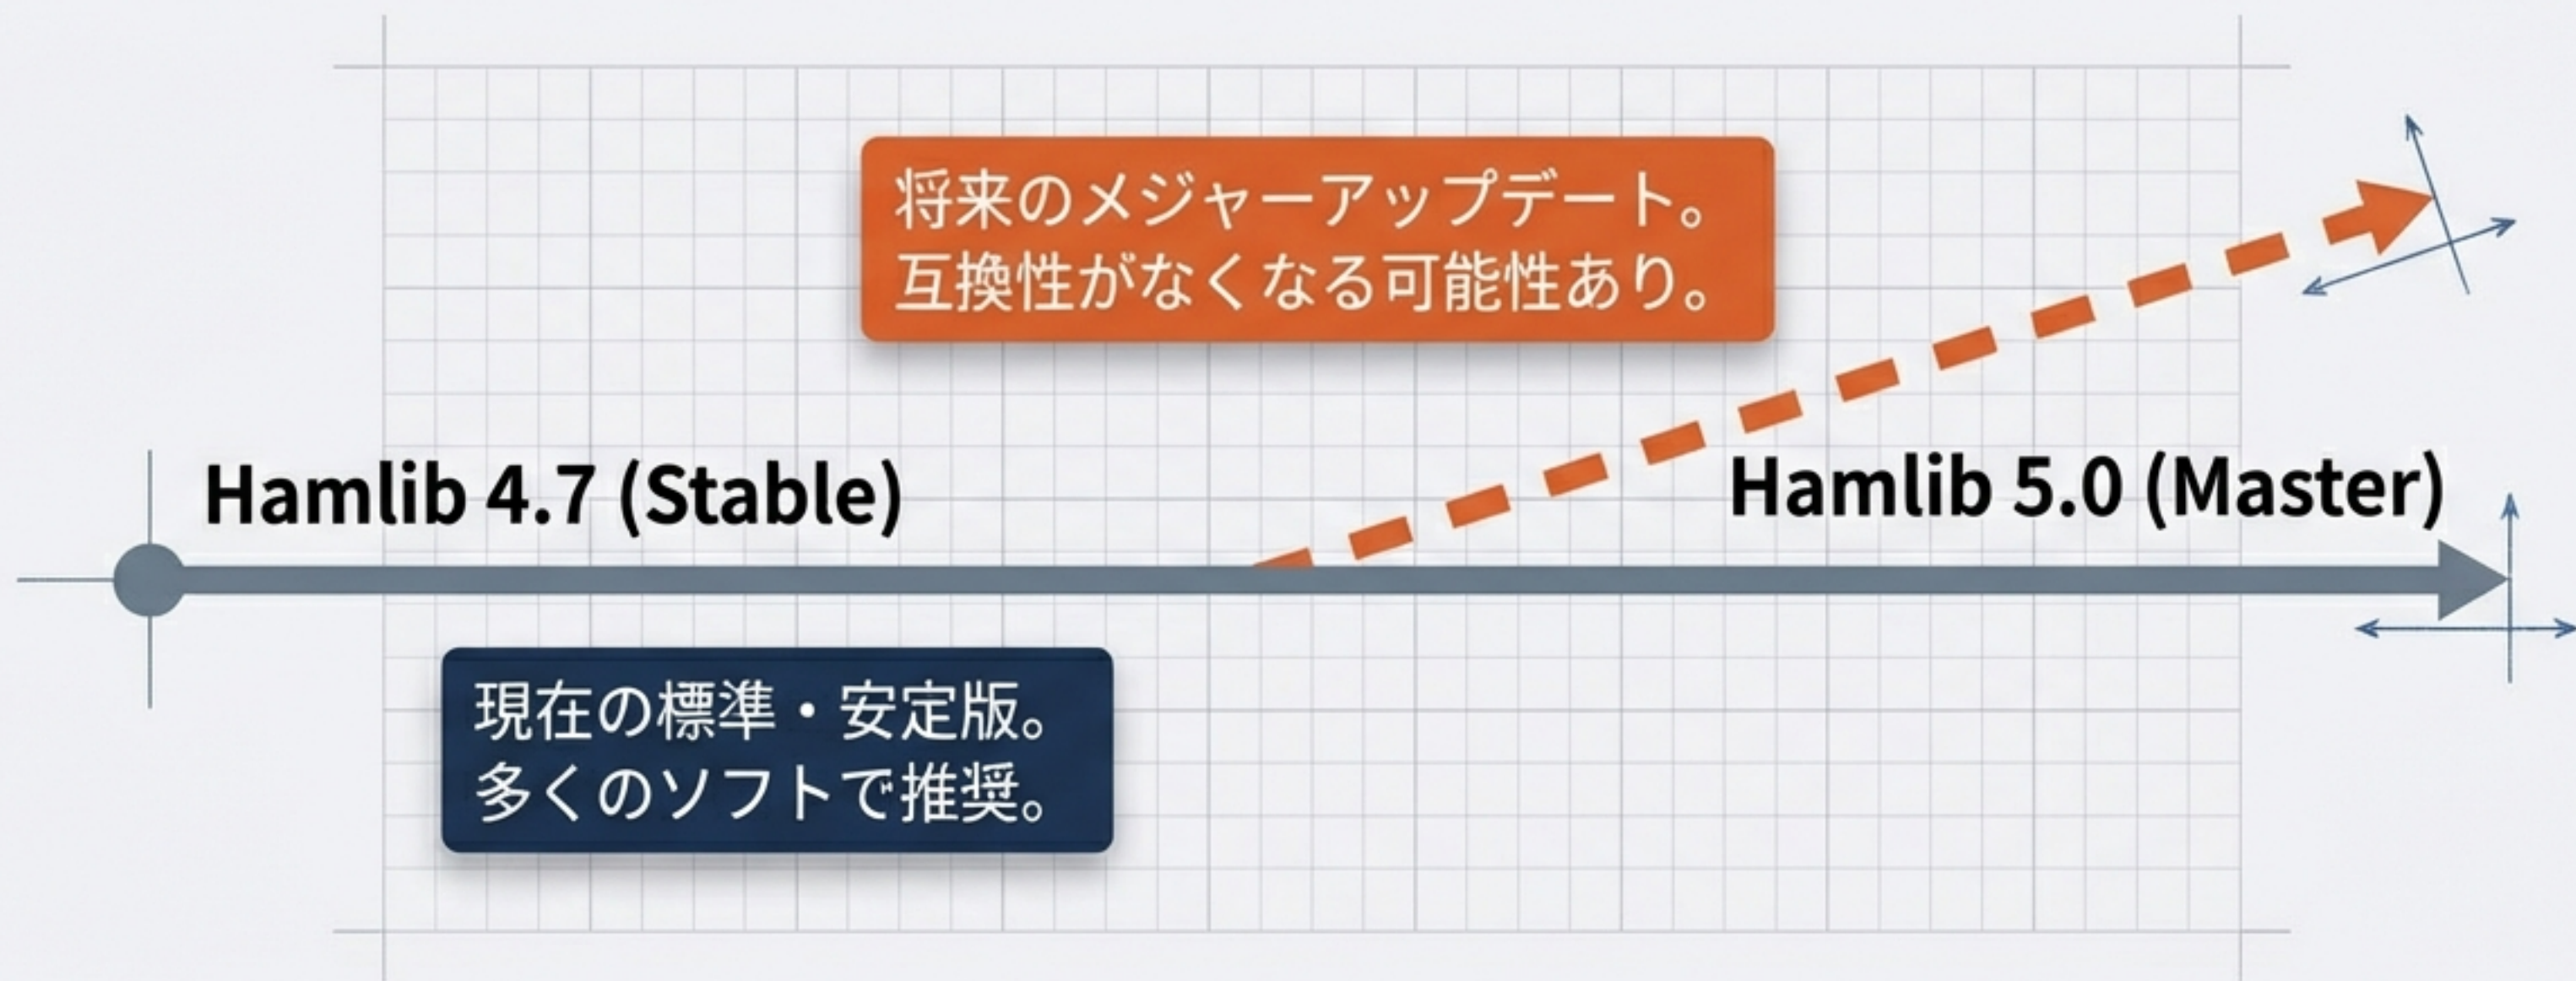 将来のメジャーアップデート。
互換性がなくなる可能性あり。
Hamlib 4.7 (Stable)
Hamlib 5.0 (Master)
現在の標準・安定版。
多くのソフトで推奨。